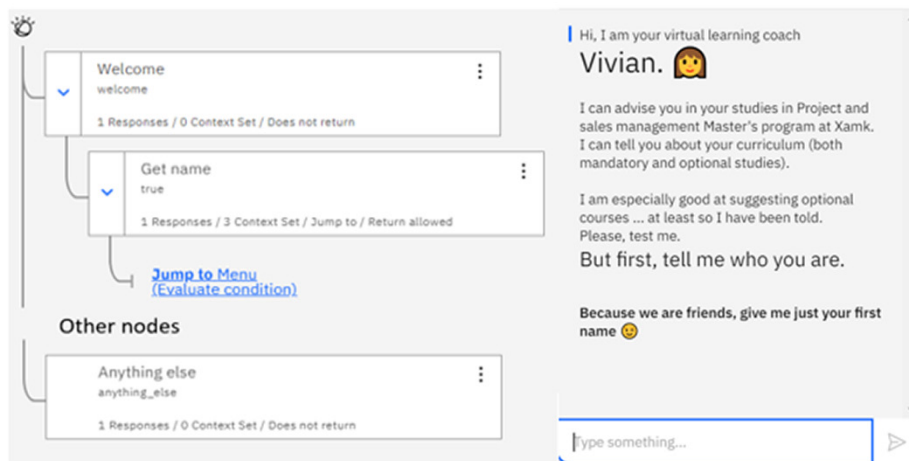 Welcome
welcome
1 Responses / 0 Context Set / Does not return
Get name
true
1 Responses / 3 Context Set / Jump to / Return allowed
Jump to Menu
(Evaluate condition)
Other nodes
Anything else
anything_else
1 Responses / 0 Context Set / Does not return
Hi, I am your virtual learning coach
Vivian. 👩
I can advise you in your studies in Project and
sales management Master's program at Xamk.
I can tell you about your curriculum (both
mandatory and optional studies).
I am especially good at suggesting optional
courses ... at least so I have been told.
Please, test me.
But first, tell me who you are.
Because we are friends, give me just your first
name 🙂
Type something...